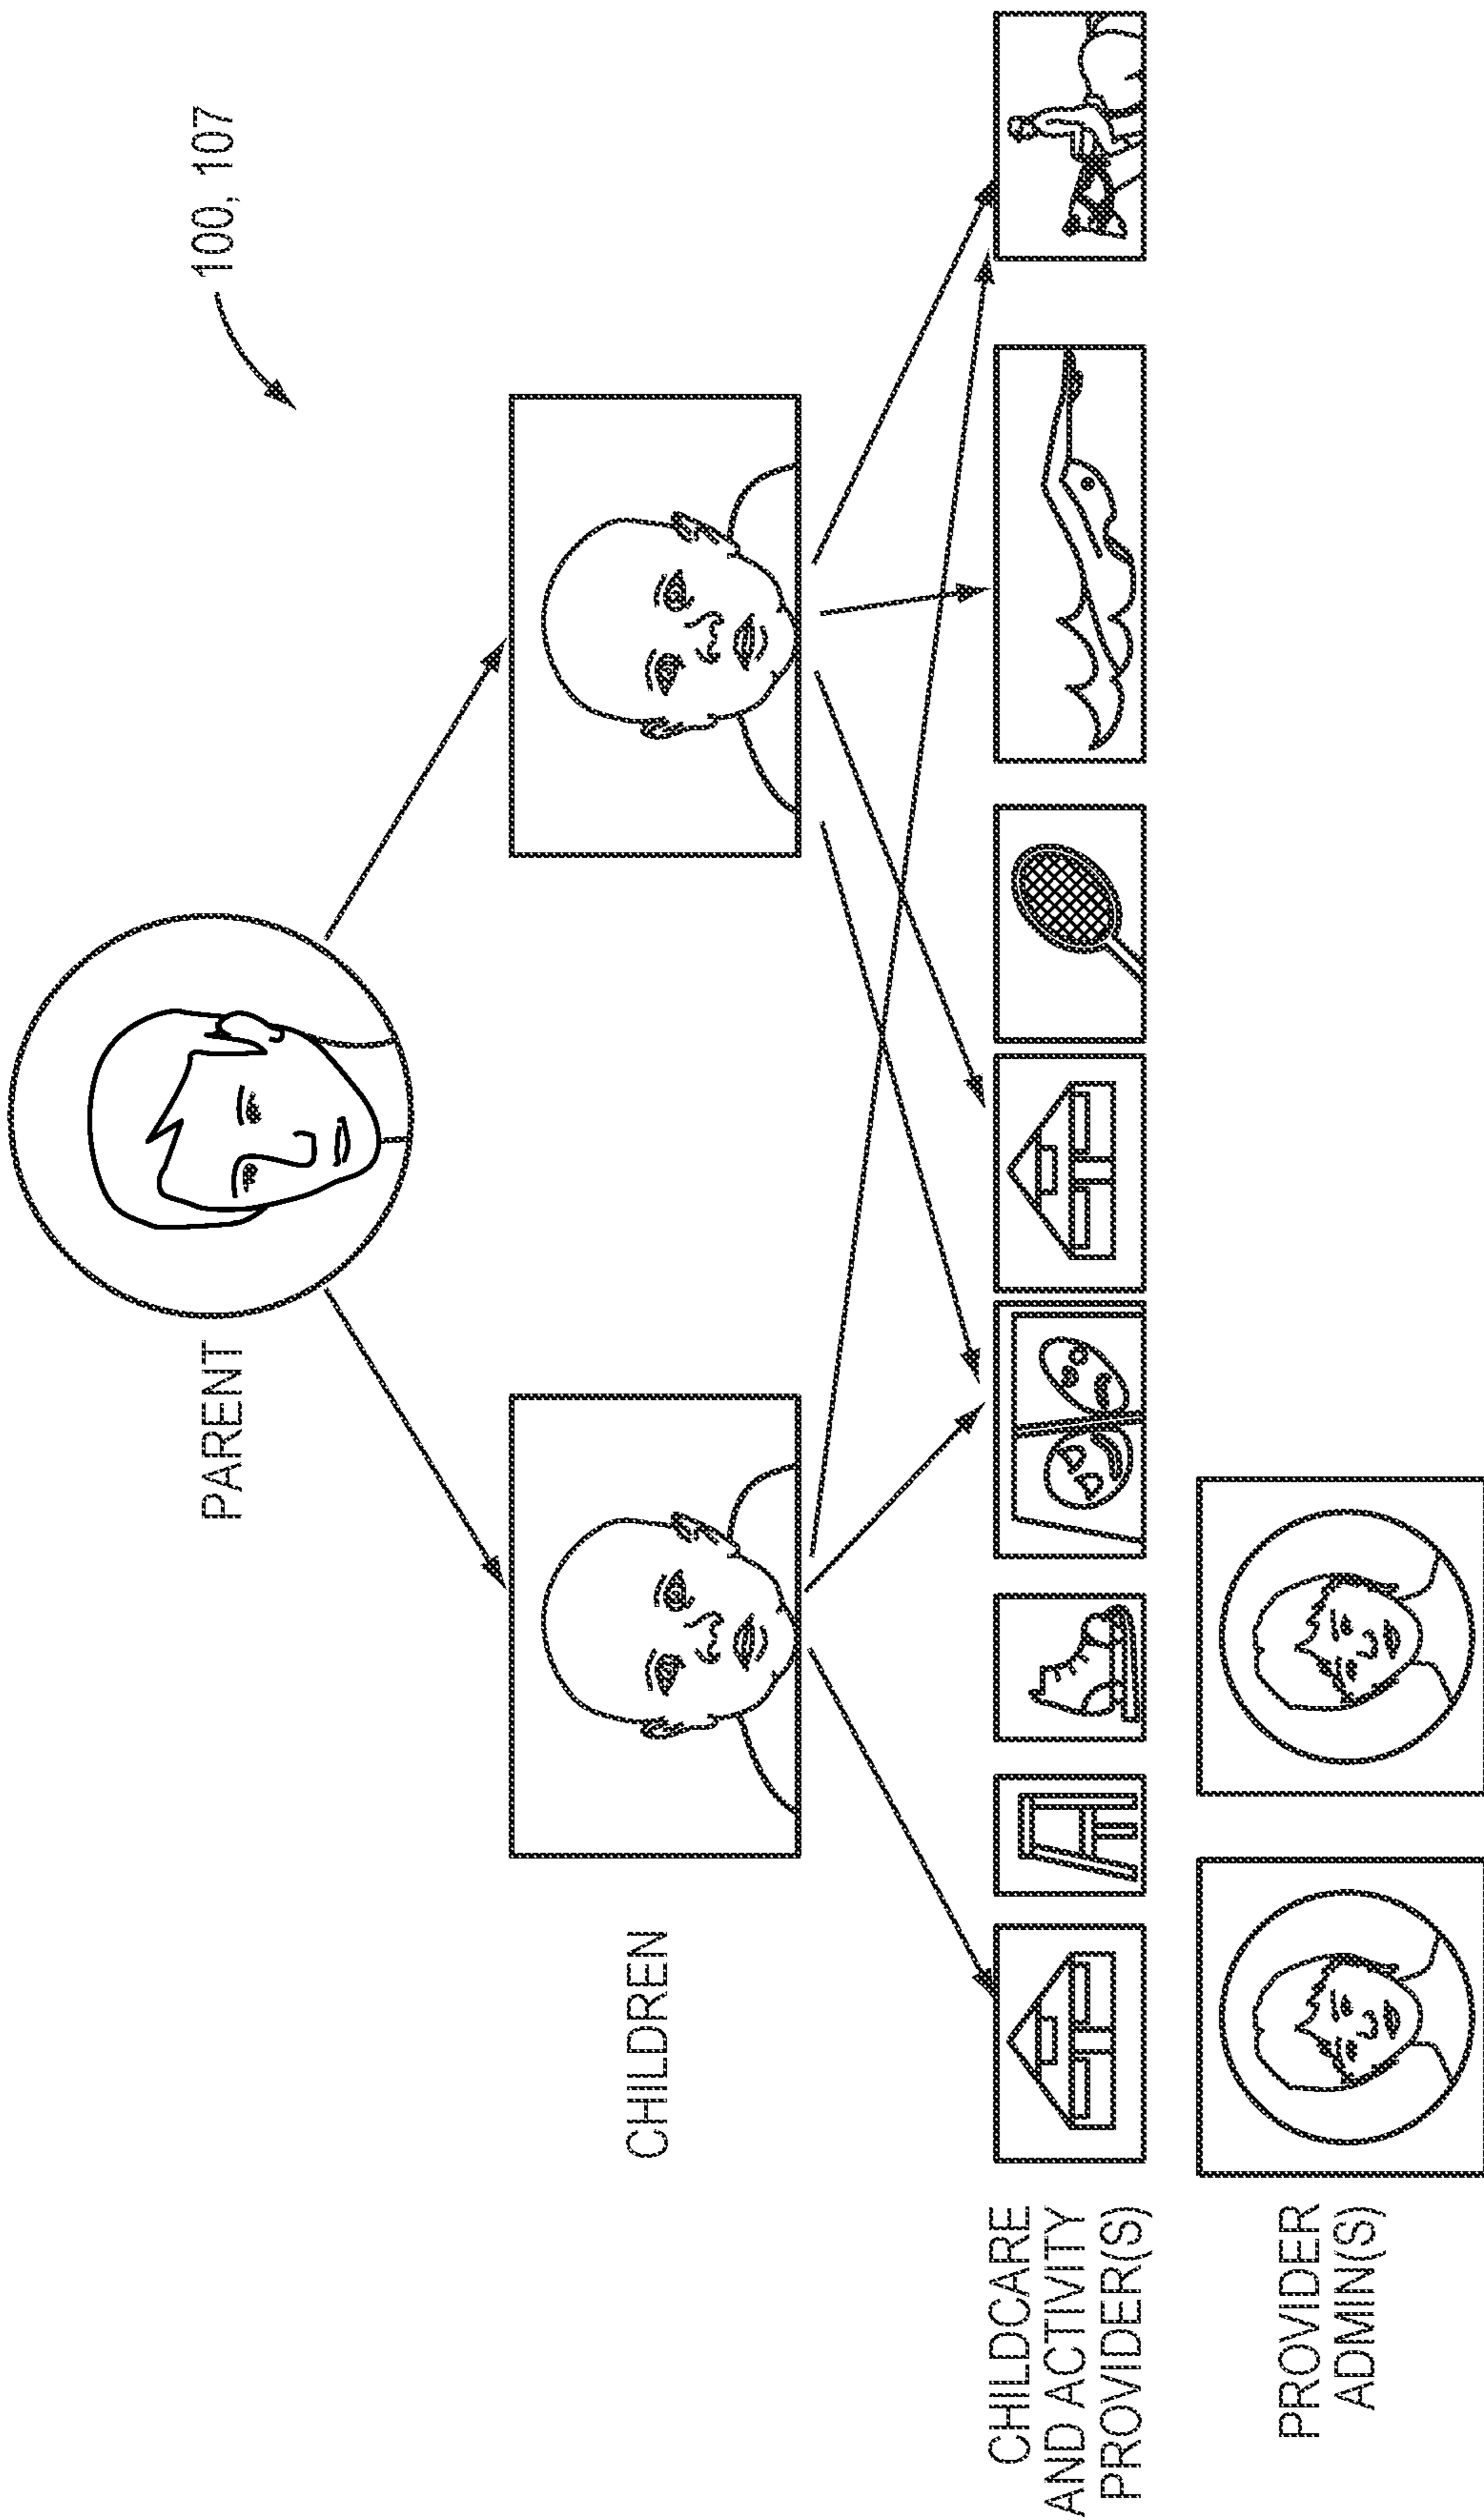 100, 107
PARENT
CHILDREN
CHILDCARE
AND ACTIVITY
PROVIDER(S)
PROVIDER
ADMIN(S)